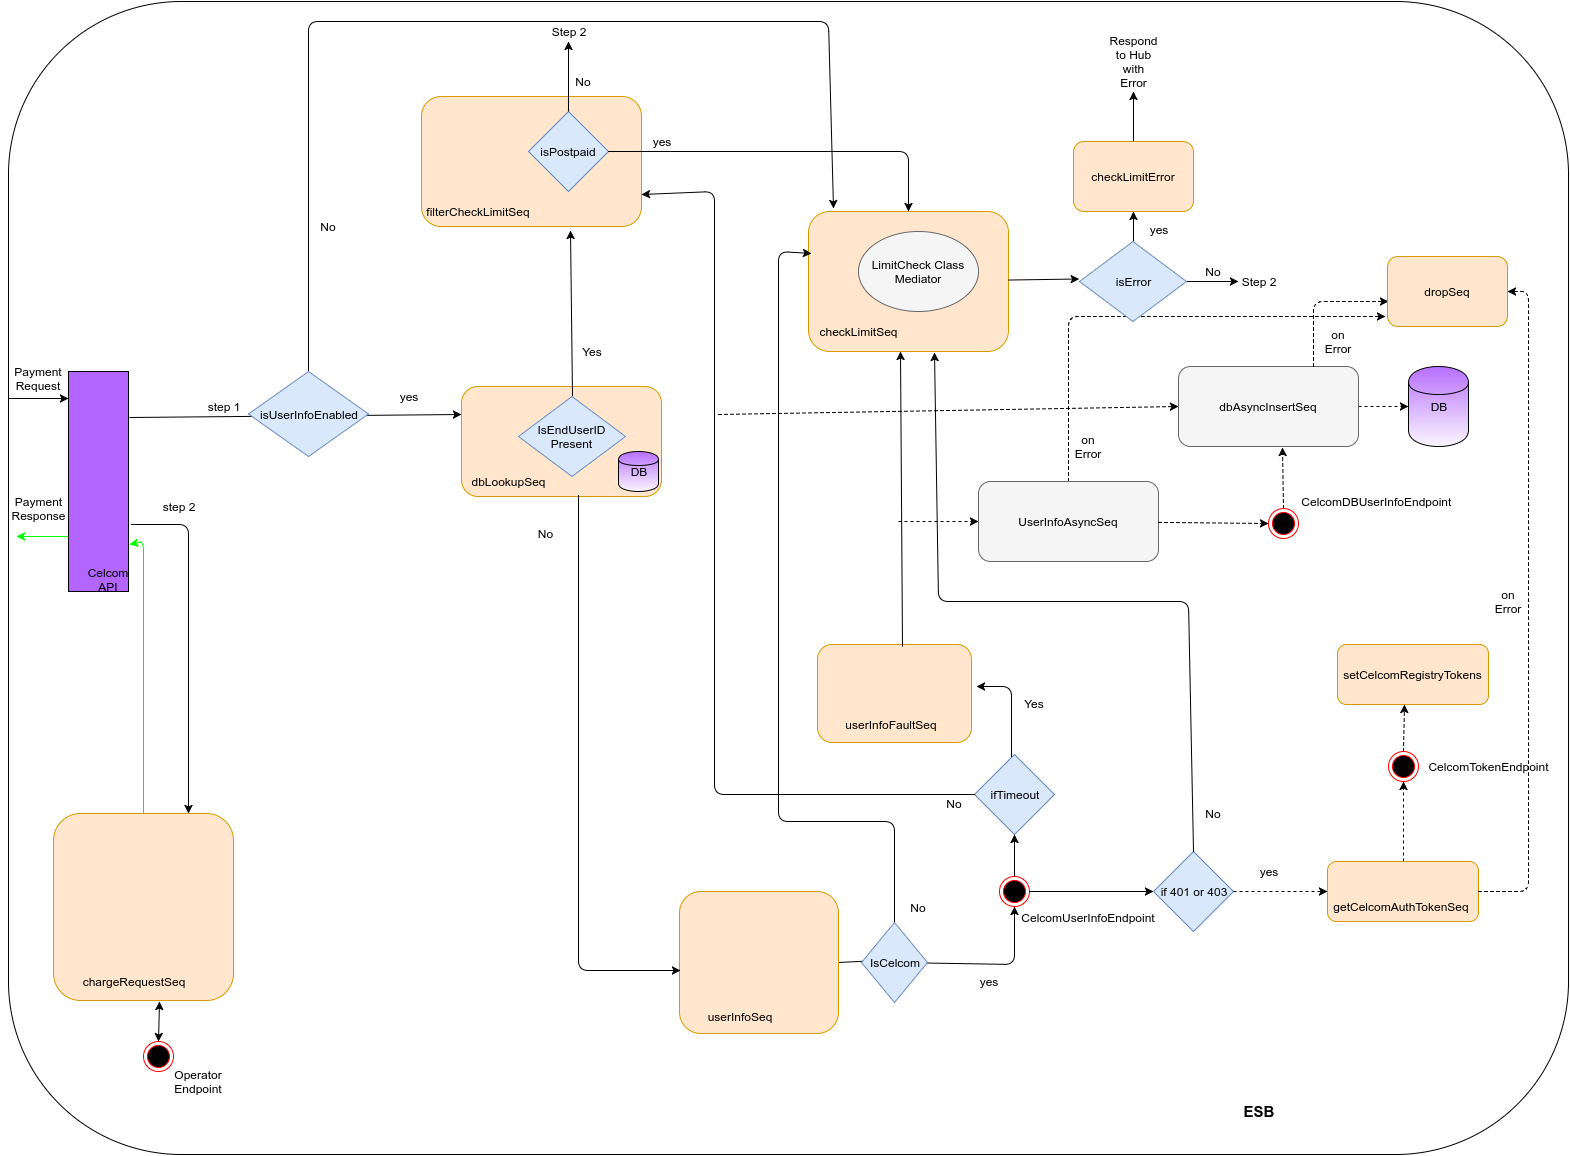 Step 2
No
isPostpaid
yes
filterCheckLimitSeq
No
Respond
to Hub
with
Error
checkLimitError
yes
isError
No
Step 2
LimitCheck Class
Mediator
checkLimitSeq
dropSeq
on
Error
Payment
Request
step 1
isUserInfoEnabled
yes
Yes
IsEndUserID
Present
DB
dbLookupSeq
No
dbAsyncInsertSeq
DB
on
Error
UserInfoAsyncSeq
CelcomDBUserInfoEndpoint
Payment
Response
step 2
Celcom
API
on
Error
setCelcomRegistryTokens
userInfoFaultSeq
Yes
ifTimeout
No
CelcomTokenEndpoint
No
if 401 or 403
yes
getCelcomAuthTokenSeq
CelcomUserInfoEndpoint
No
IsCelcom
yes
userInfoSeq
chargeRequestSeq
Operator
Endpoint
ESB